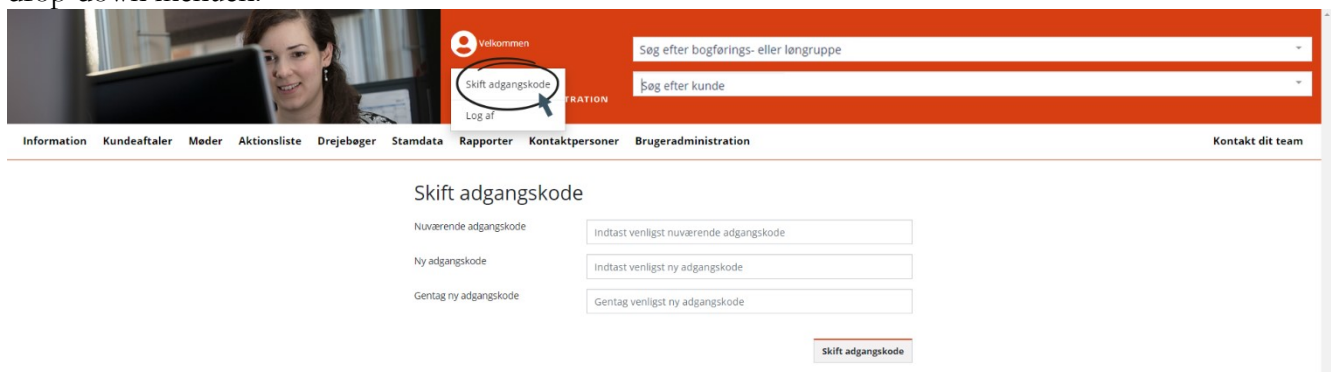 Velkommen
Søg efter bogførings- eller løngruppe
Skift adgangskode
Søg efter kunde
TRATION
Log af
Information Kundeaftaler Møder Aktionsliste Drejebøger Stamdata Rapporter Kontaktpersoner Brugeradministration Kontakt dit team
Skift adgangskode
Nuværende adgangskode Indtast venligst nuværende adgangskode
Ny adgangskode Indtast venligst ny adgangskode
Gentag ny adgangskode Gentag venligst ny adgangskode
Skift adgangskode